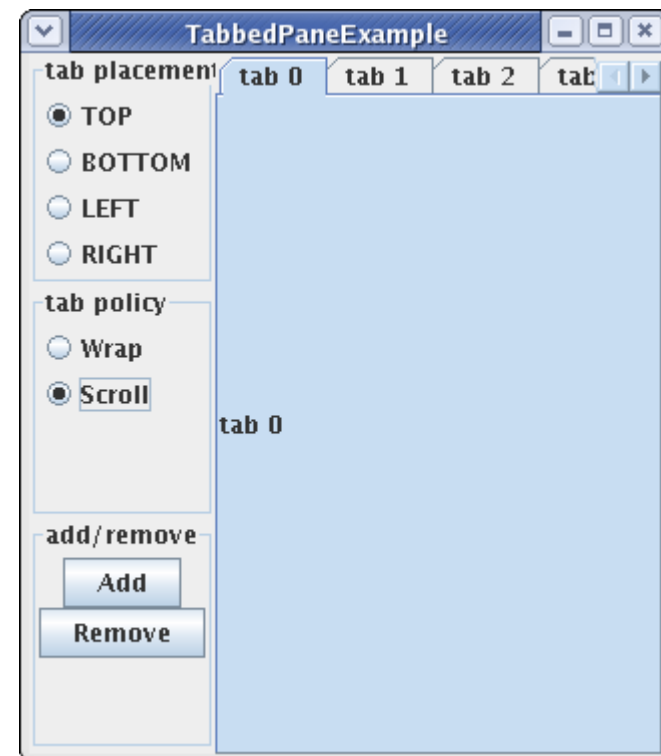 TabbedPaneExample
tab placement
TOP
BOTTOM
LEFT
RIGHT
tab policy
Wrap
Scroll
add/remove
Add
Remove
tab 0 tab 1 tab 2 tab
tab 0